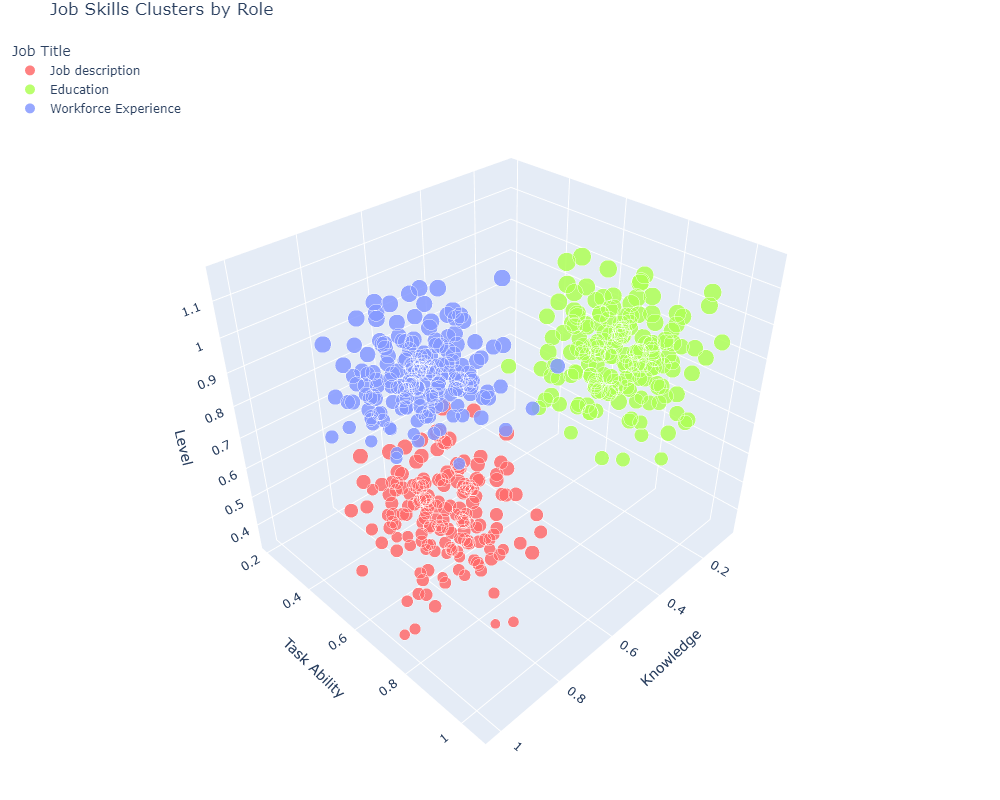 Job Skills Clusters by Role
Job Title
Job description
Education
Workforce Experience
1.1
1
0.9
0.8
0.7
0.6
0.5
0.4
Level
0.2
0.4
0.6
0.8
1
Task Ability
0.2
0.4
0.6
0.8
1
Knowledge